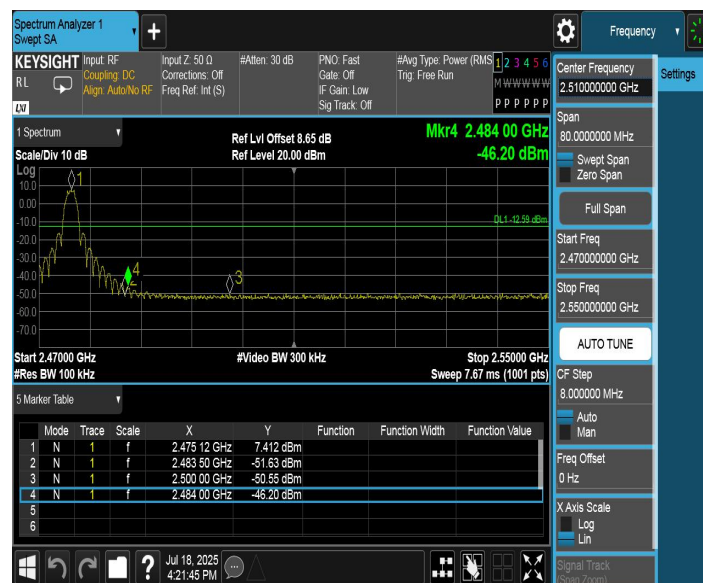 Spectrum Analyzer 1
Swept SA
Frequency
KEYSIGHT
RL
LXI
Input: RF
Coupling: DC
Align: Auto/No RF
Input Z: 50 Ω
Corrections: Off
Freq Ref: Int (S)
#Atten: 30 dB
PNO: Fast
Gate: Off
IF Gain: Low
Sig Track: Off
#Avg Type: Power (RMS
Trig: Free Run
1 2 3 4 5 6
M W W W W W
P P P P P P
1 Spectrum
Scale/Div 10 dB
Ref Lvl Offset 8.65 dB
Ref Level 20.00 dBm
Mkr4 2.484 00 GHz
-46.20 dBm
Log
10.0
0.00
-10.0
-20.0
-30.0
-40.0
-50.0
-60.0
-70.0
1
4
2
3
DL1 -12.59 dBm
Start 2.47000 GHz
#Video BW 300 kHz
Stop 2.55000 GHz
#Res BW 100 kHz
Sweep 7.67 ms (1001 pts)
5 Marker Table
Mode Trace Scale X Y Function Function Width Function Value
1 N 1 f 2.475 12 GHz 7.412 dBm
2 N 1 f 2.483 50 GHz -51.63 dBm
3 N 1 f 2.500 00 GHz -50.55 dBm
4 N 1 f 2.484 00 GHz -46.20 dBm
5
6
Jul 18, 2025
4:21:45 PM
Center Frequency
2.510000000 GHz
Settings
Span
80.0000000 MHz
Swept Span
Zero Span
Full Span
Start Freq
2.470000000 GHz
Stop Freq
2.550000000 GHz
AUTO TUNE
CF Step
8.000000 MHz
Auto
Man
Freq Offset
0 Hz
X Axis Scale
Log
Lin
Signal Track
(Span Zoom)